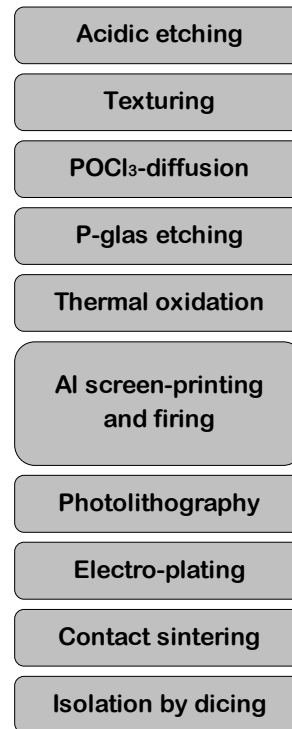 Acidic etching
Texturing
POCl₃-diffusion
P-glas etching
Thermal oxidation
Al screen-printing
and firing
Photolithography
Electro-plating
Contact sintering
Isolation by dicing